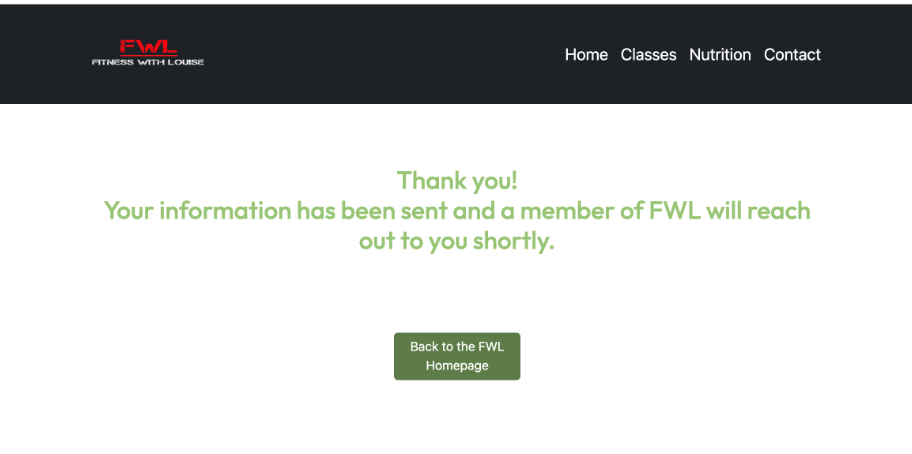 FWL
FITNESS WITH LOUISE
Home Classes Nutrition Contact
Thank you!
Your information has been sent and a member of FWL will reach
out to you shortly.
Back to the FWL
Homepage